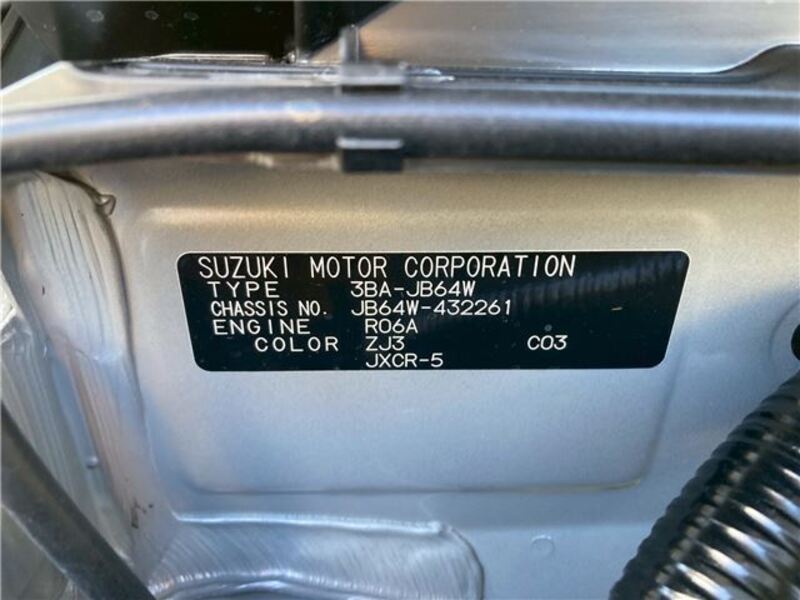 SUZUKI MOTOR CORPORATION
TYPE 3BA-JB64W
CHASSIS NO. JB64W-432261
ENGINE R06A
COLOR ZJ3 C03
JXCR-5